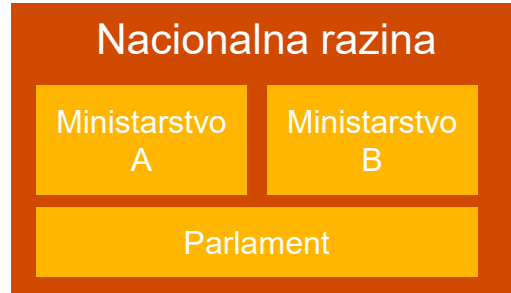 Nacionalna razina
Ministarstvo
A
Ministarstvo
B
Parlament